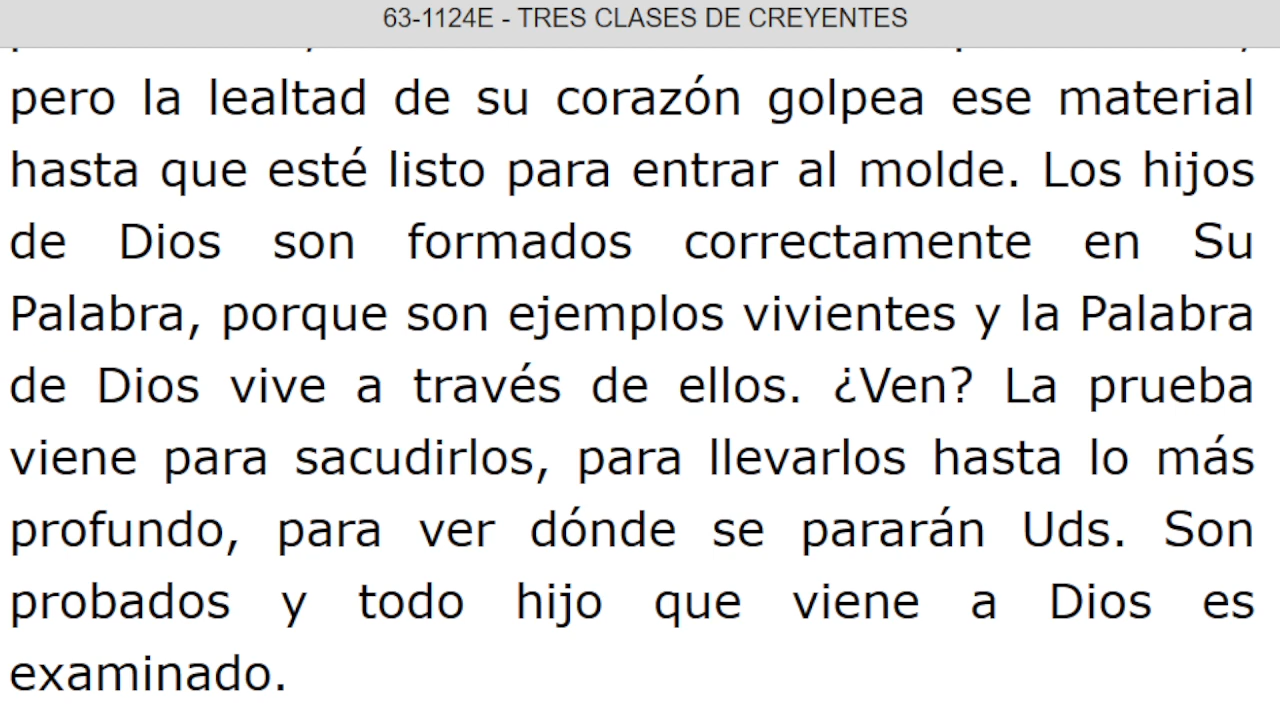 63-1124E - TRES CLASES DE CREYENTES
pero la lealtad de su corazón golpea ese material
hasta que esté listo para entrar al molde. Los hijos
de Dios son formados correctamente en Su
Palabra, porque son ejemplos vivientes y la Palabra
de Dios vive a través de ellos. ¿Ven? La prueba
viene para sacudirlos, para llevarlos hasta lo más
profundo, para ver dónde se pararán Uds. Son
probados y todo hijo que viene a Dios es
examinado.